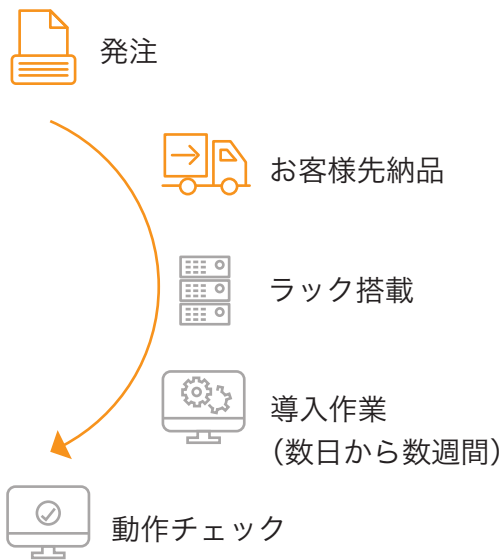 発注
お客様先納品
ラック搭載
導入作業
（数日から数週間）
動作チェック